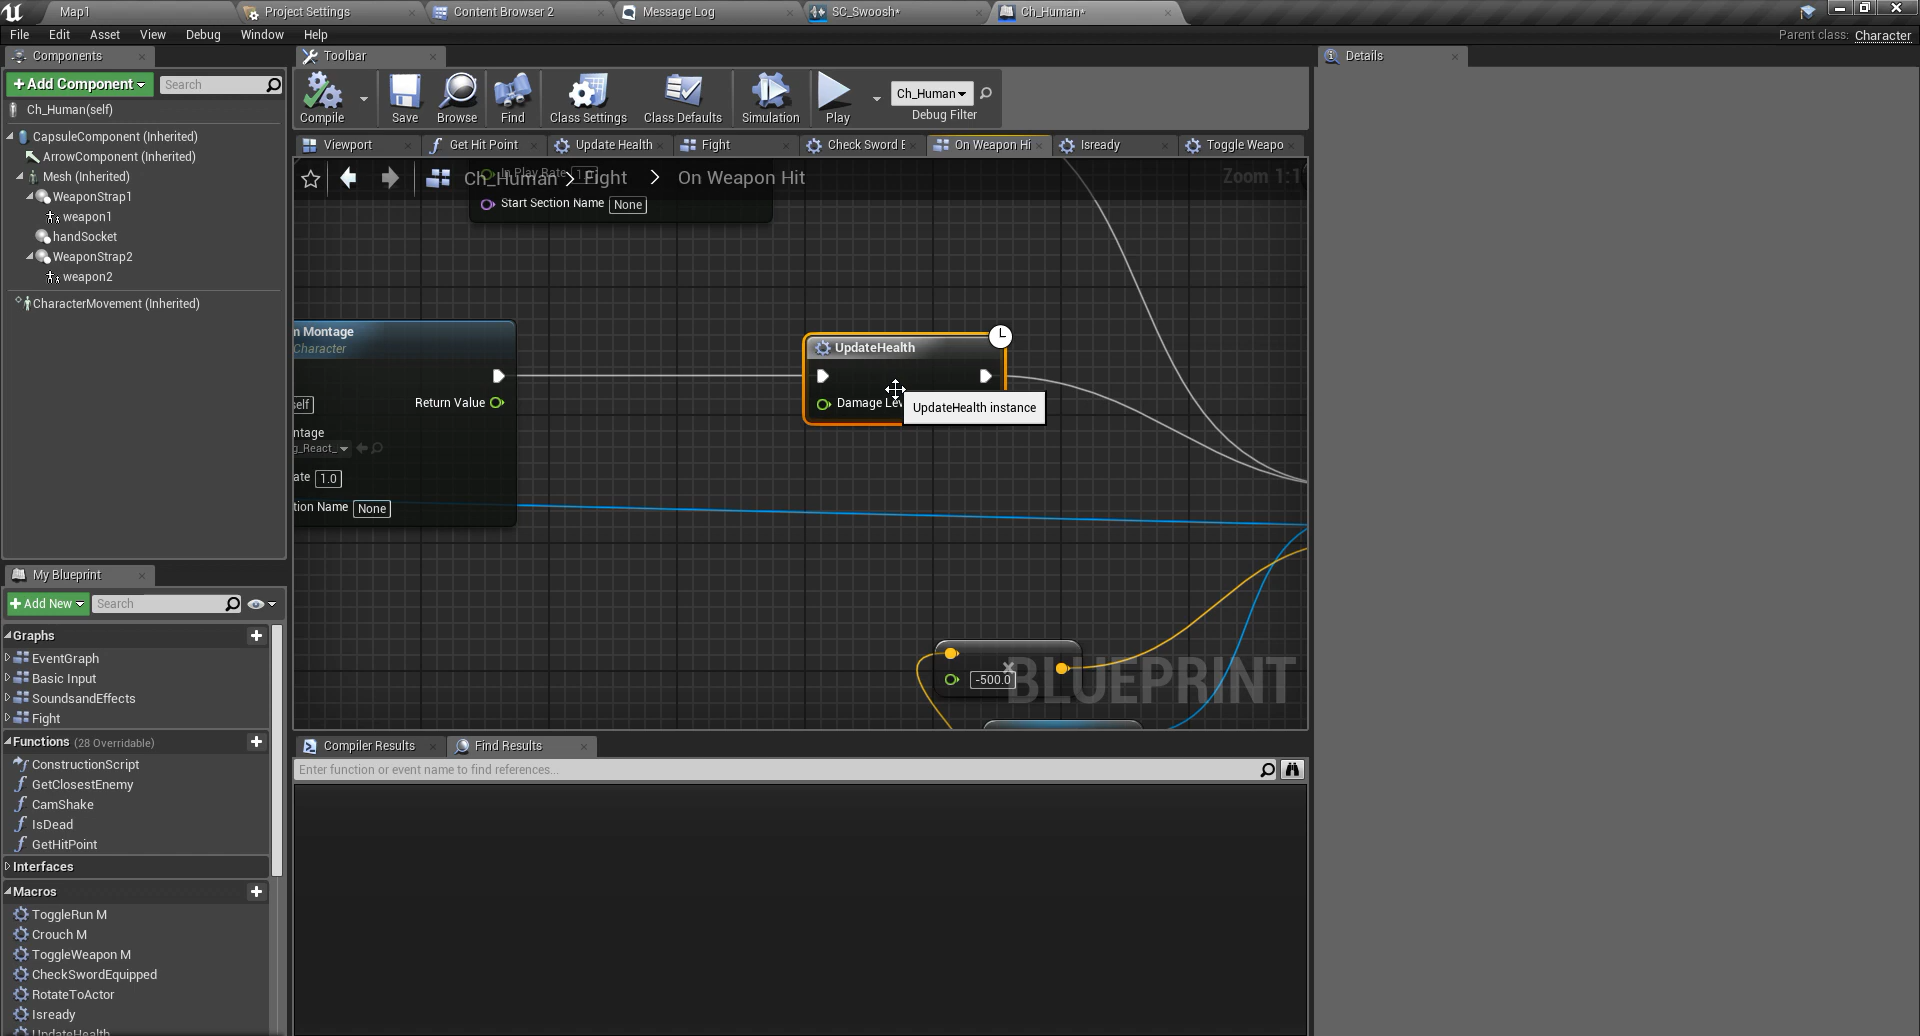 Map1
Project Settings
Content Browser 2
Message Log
SC_Swoosh*
Ch_Human*
File Edit Asset View Debug Window Help
Parent class: Character
Components
Toolbar
Details
+ Add Component
Search
Ch_Human(self)
CapsuleComponent (Inherited)
ArrowComponent (Inherited)
Mesh (Inherited)
WeaponStrap1
weapon1
handSocket
WeaponStrap2
weapon2
CharacterMovement (Inherited)
Compile
Save
Browse
Find
Class Settings
Class Defaults
Simulation
Play
Ch_Human
Debug Filter
Viewport
Get Hit Point
Update Health
Fight
Check Sword E
On Weapon Hi
Isready
Toggle Weapo
Ch_Human > Fight > On Weapon Hit
Zoom 1:1
In Play Rate 1.0
Start Section Name None
n Montage
Character
Return Value
self
ntage
g_React_
ate 1.0
tion Name None
UpdateHealth
Damage Lev
UpdateHealth instance
-500.0
BLUEPRINT
My Blueprint
+ Add New
Search
Graphs
EventGraph
Basic Input
SoundsandEffects
Fight
Functions (28 Overridable)
ConstructionScript
GetClosestEnemy
CamShake
IsDead
GetHitPoint
Interfaces
Macros
ToggleRun M
Crouch M
ToggleWeapon M
CheckSwordEquipped
RotateToActor
Isready
UpdateHealth
Compiler Results
Find Results
Enter function or event name to find references...